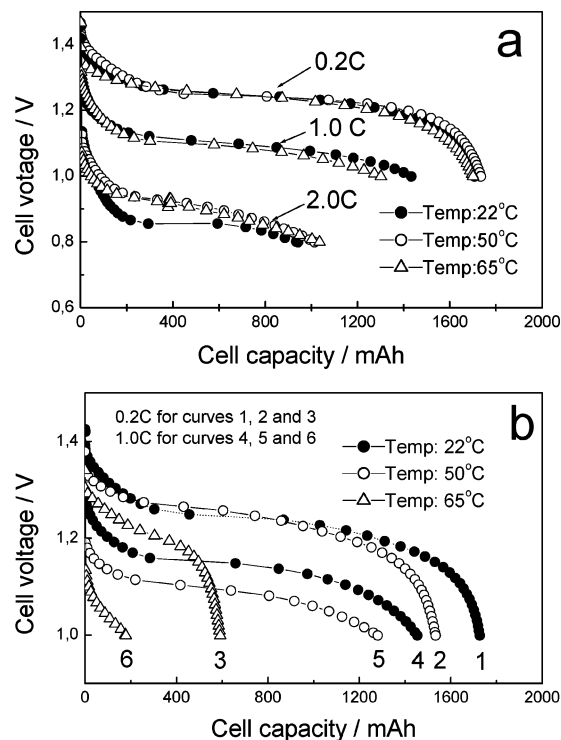 a
1,4
1.2
1.0
0.8
0,6
Cell votage / V
0.2C
1.0 C
2.0C
Temp:22°C
Temp:50°C
Temp:65°C
0 400 800 1200 1600 2000
Cell capacity / mAh
b
0.2C for curves 1, 2 and 3
1.0C for curves 4, 5 and 6
1,4
1,2
1,0
Cell voltage / V
Temp: 22°C
Temp: 50°C
Temp: 65°C
6 3 5 4 2 1
0 400 800 1200 1600 2000
Cell capacity / mAh